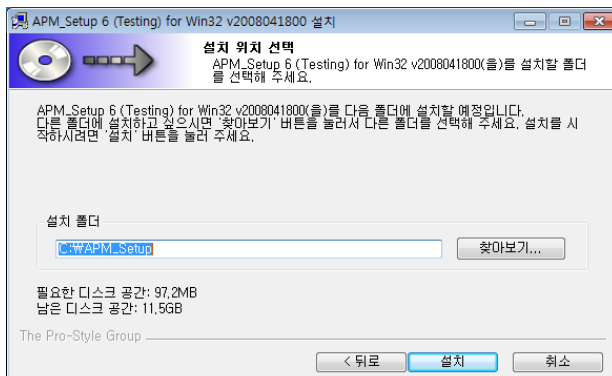 APM_Setup 6 (Testing) for Win32 v2008041800 설치
설치 위치 선택
APM_Setup 6 (Testing) for Win32 v2008041800(을)를 설치할 폴더
를 선택해 주세요.
APM_Setup 6 (Testing) for Win32 v2008041800(을)를 다음 폴더에 설치할 예정입니다.
다른 폴더에 설치하고 싶으시면 '찾아보기' 버튼을 눌러서 다른 폴더를 선택해 주세요. 설치를 시
작하시려면 '설치' 버튼을 눌러 주세요.
설치 폴더
C:₩APM_Setup
찾아보기...
필요한 디스크 공간: 97.2MB
남은 디스크 공간: 11.5GB
The Pro-Style Group
< 뒤로
설치
취소